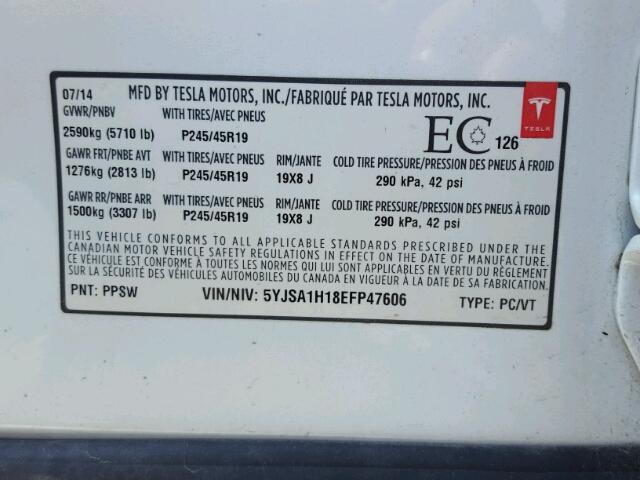 07/14 MFD BY TESLA MOTORS, INC./FABRIQUÉ PAR TESLA MOTORS, INC.
GVWR/PNBV WITH TIRES/AVEC PNEUS
2590kg (5710 lb) P245/45R19
EC 126
TESLA
GAWR FRT/PNBE AVT WITH TIRES/AVEC PNEUS RIM/JANTE COLD TIRE PRESSURE/PRESSION DES PNEUS À FROID
1276kg (2813 lb) P245/45R19 19X8 J 290 kPa, 42 psi
GAWR RR/PNBE ARR WITH TIRES/AVEC PNEUS RIM/JANTE COLD TIRE PRESSURE/PRESSION DES PNEUS À FROID
1500kg (3307 lb) P245/45R19 19X8 J 290 kPa, 42 psi
THIS VEHICLE CONFORMS TO ALL APPLICABLE STANDARDS PRESCRIBED UNDER THE
CANADIAN MOTOR VEHICLE SAFETY REGULATIONS IN EFFECT ON THE DATE OF MANUFACTURE
CE VÉHICULE EST CONFORME À TOUTES LES NORMES QUI LUI SONT APPLICABLES EN VERTU DU RÈGLEMENT
SUR LA SÉCURITÉ DES VÉHICULES AUTOMOBILES DU CANADA EN VIGUEUR À LA DATE DE SA FABRICATION.
PNT: PPSW VIN/NIV: 5YJSA1H18EFP47606 TYPE: PC/VT